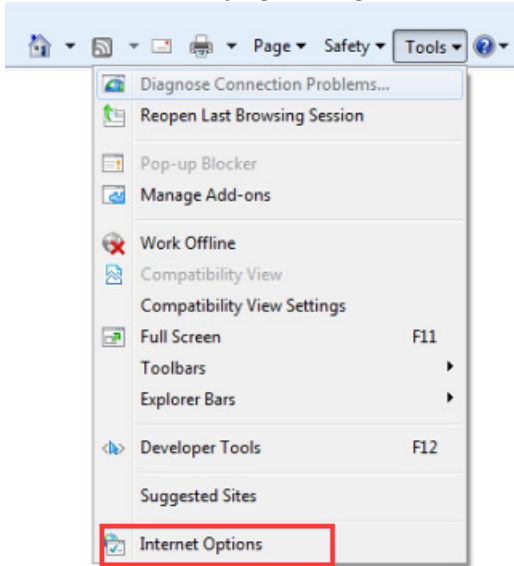 Page Safety Tools
Diagnose Connection Problems...
Reopen Last Browsing Session
Pop-up Blocker
Manage Add-ons
Work Offline
Compatibility View
Compatibility View Settings
Full Screen F11
Toolbars
Explorer Bars
Developer Tools F12
Suggested Sites
Internet Options